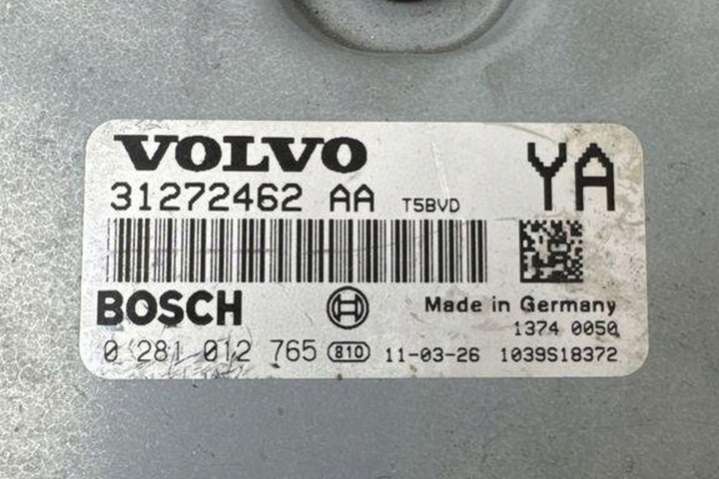 VOLVO
YA
31272462 AA T5BVD
BOSCH
Made in Germany
1374 0050
0 281 012 765 810 11-03-26 1039S18372